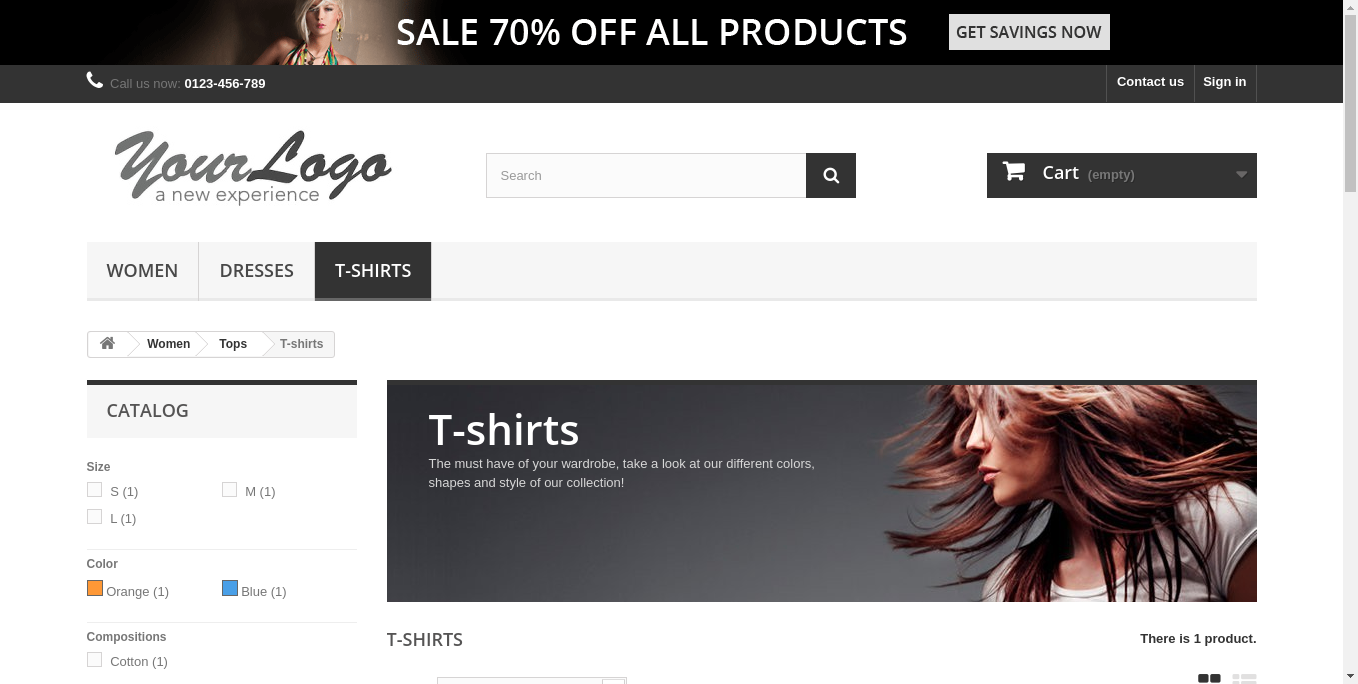 SALE 70% OFF ALL PRODUCTS
GET SAVINGS NOW
Call us now: 0123-456-789
Contact us
Sign in
YourLogo
a new experience
Search
Cart (empty)
WOMEN
DRESSES
T-SHIRTS
Women
Tops
T-shirts
CATALOG
Size
S (1)
M (1)
L (1)
Color
Orange (1)
Blue (1)
Compositions
Cotton (1)
T-shirts
The must have of your wardrobe, take a look at our different colors,
shapes and style of our collection!
T-SHIRTS
There is 1 product.